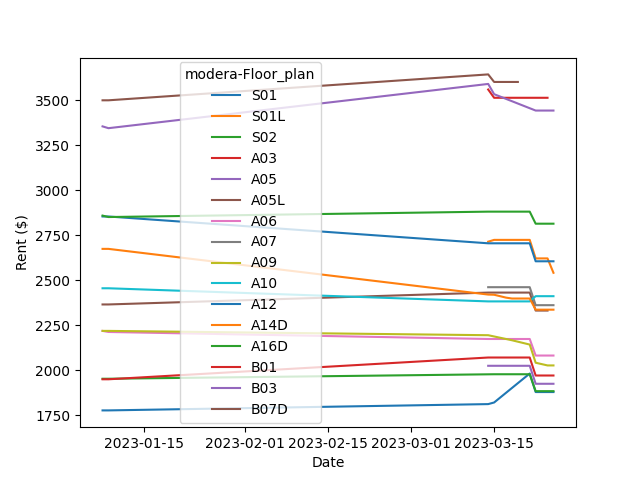 modera-Floor_plan
S01
S01L
S02
A03
A05
A05L
A06
A07
A09
A10
A12
A14D
A16D
B01
B03
B07D
3500
3250
3000
2750
2500
2250
2000
1750
Rent ($)
2023-01-15
2023-02-01
2023-02-15
2023-03-01
2023-03-15
Date